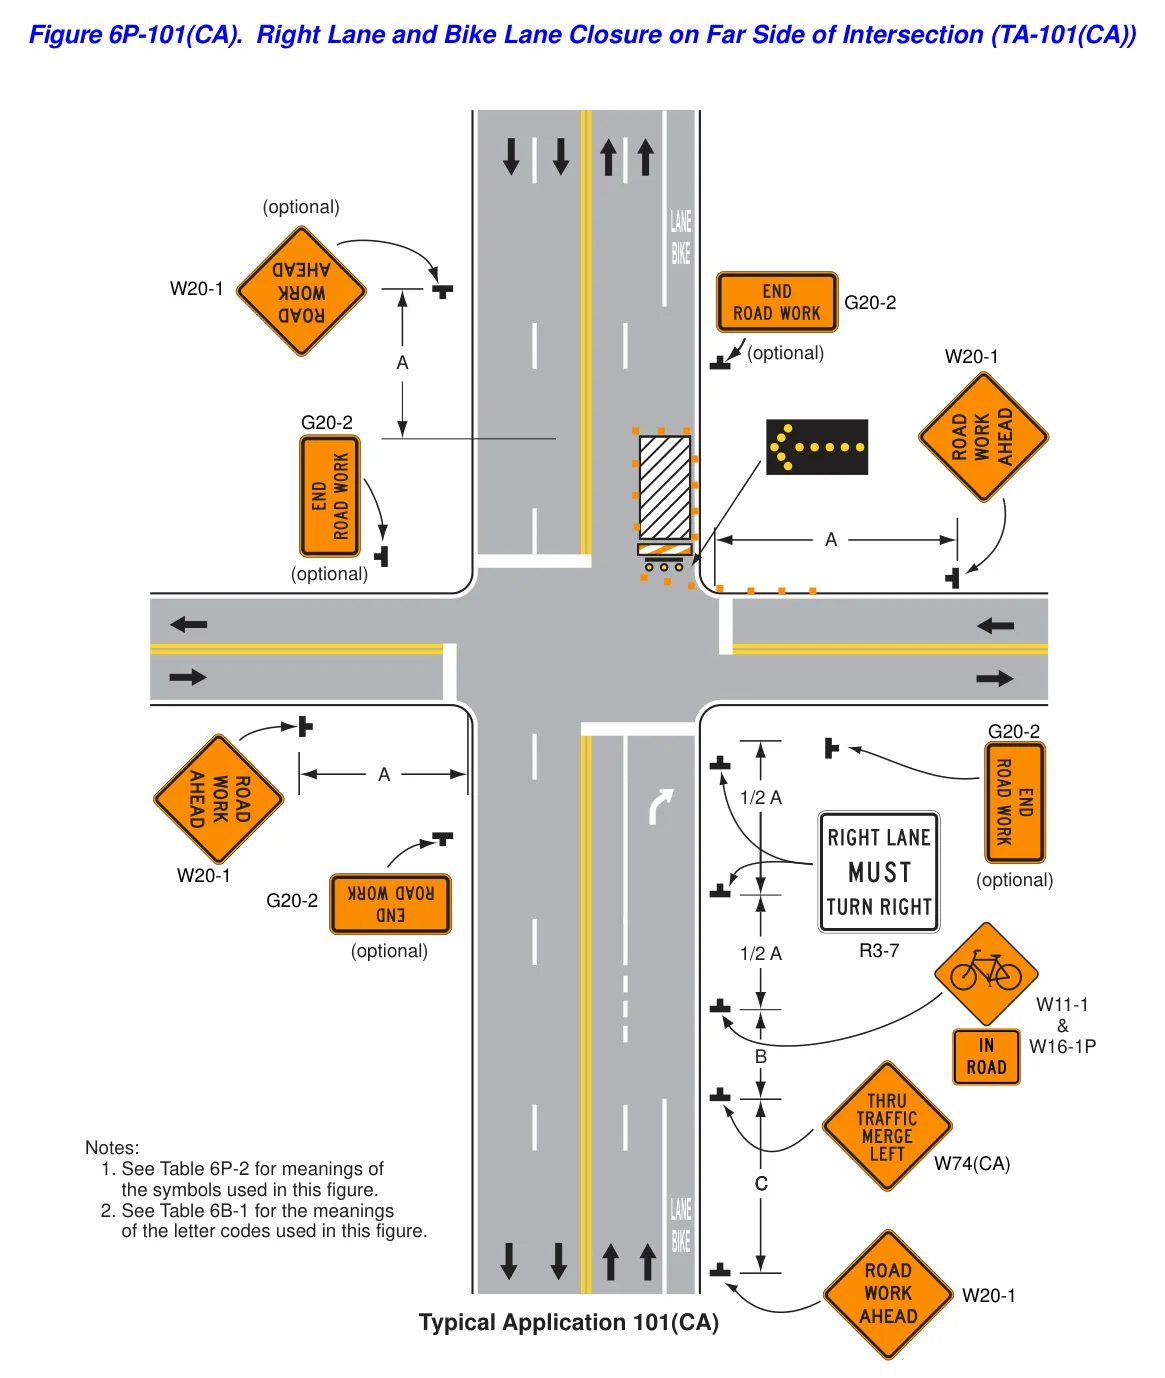 Figure 6P-101(CA).  Right Lane and Bike Lane Closure on Far Side of Intersection (TA-101(CA))
(optional)
ROAD
WORK
AHEAD
W20-1
A
LANE
BIKE
END
ROAD WORK
G20-2
(optional)
W20-1
ROAD
WORK
AHEAD
G20-2
END
ROAD WORK
(optional)
A
ROAD
WORK
AHEAD
W20-1
A
G20-2
END
ROAD WORK
(optional)
G20-2
END
ROAD WORK
(optional)
1/2 A
RIGHT LANE
MUST
TURN RIGHT
R3-7
1/2 A
W11-1
&
W16-1P
IN
ROAD
B
THRU
TRAFFIC
MERGE
LEFT
W74(CA)
C
LANE
BIKE
ROAD
WORK
AHEAD
W20-1
Notes:
1. See Table 6P-2 for meanings of
the symbols used in this figure.
2. See Table 6B-1 for the meanings
of the letter codes used in this figure.
Typical Application 101(CA)